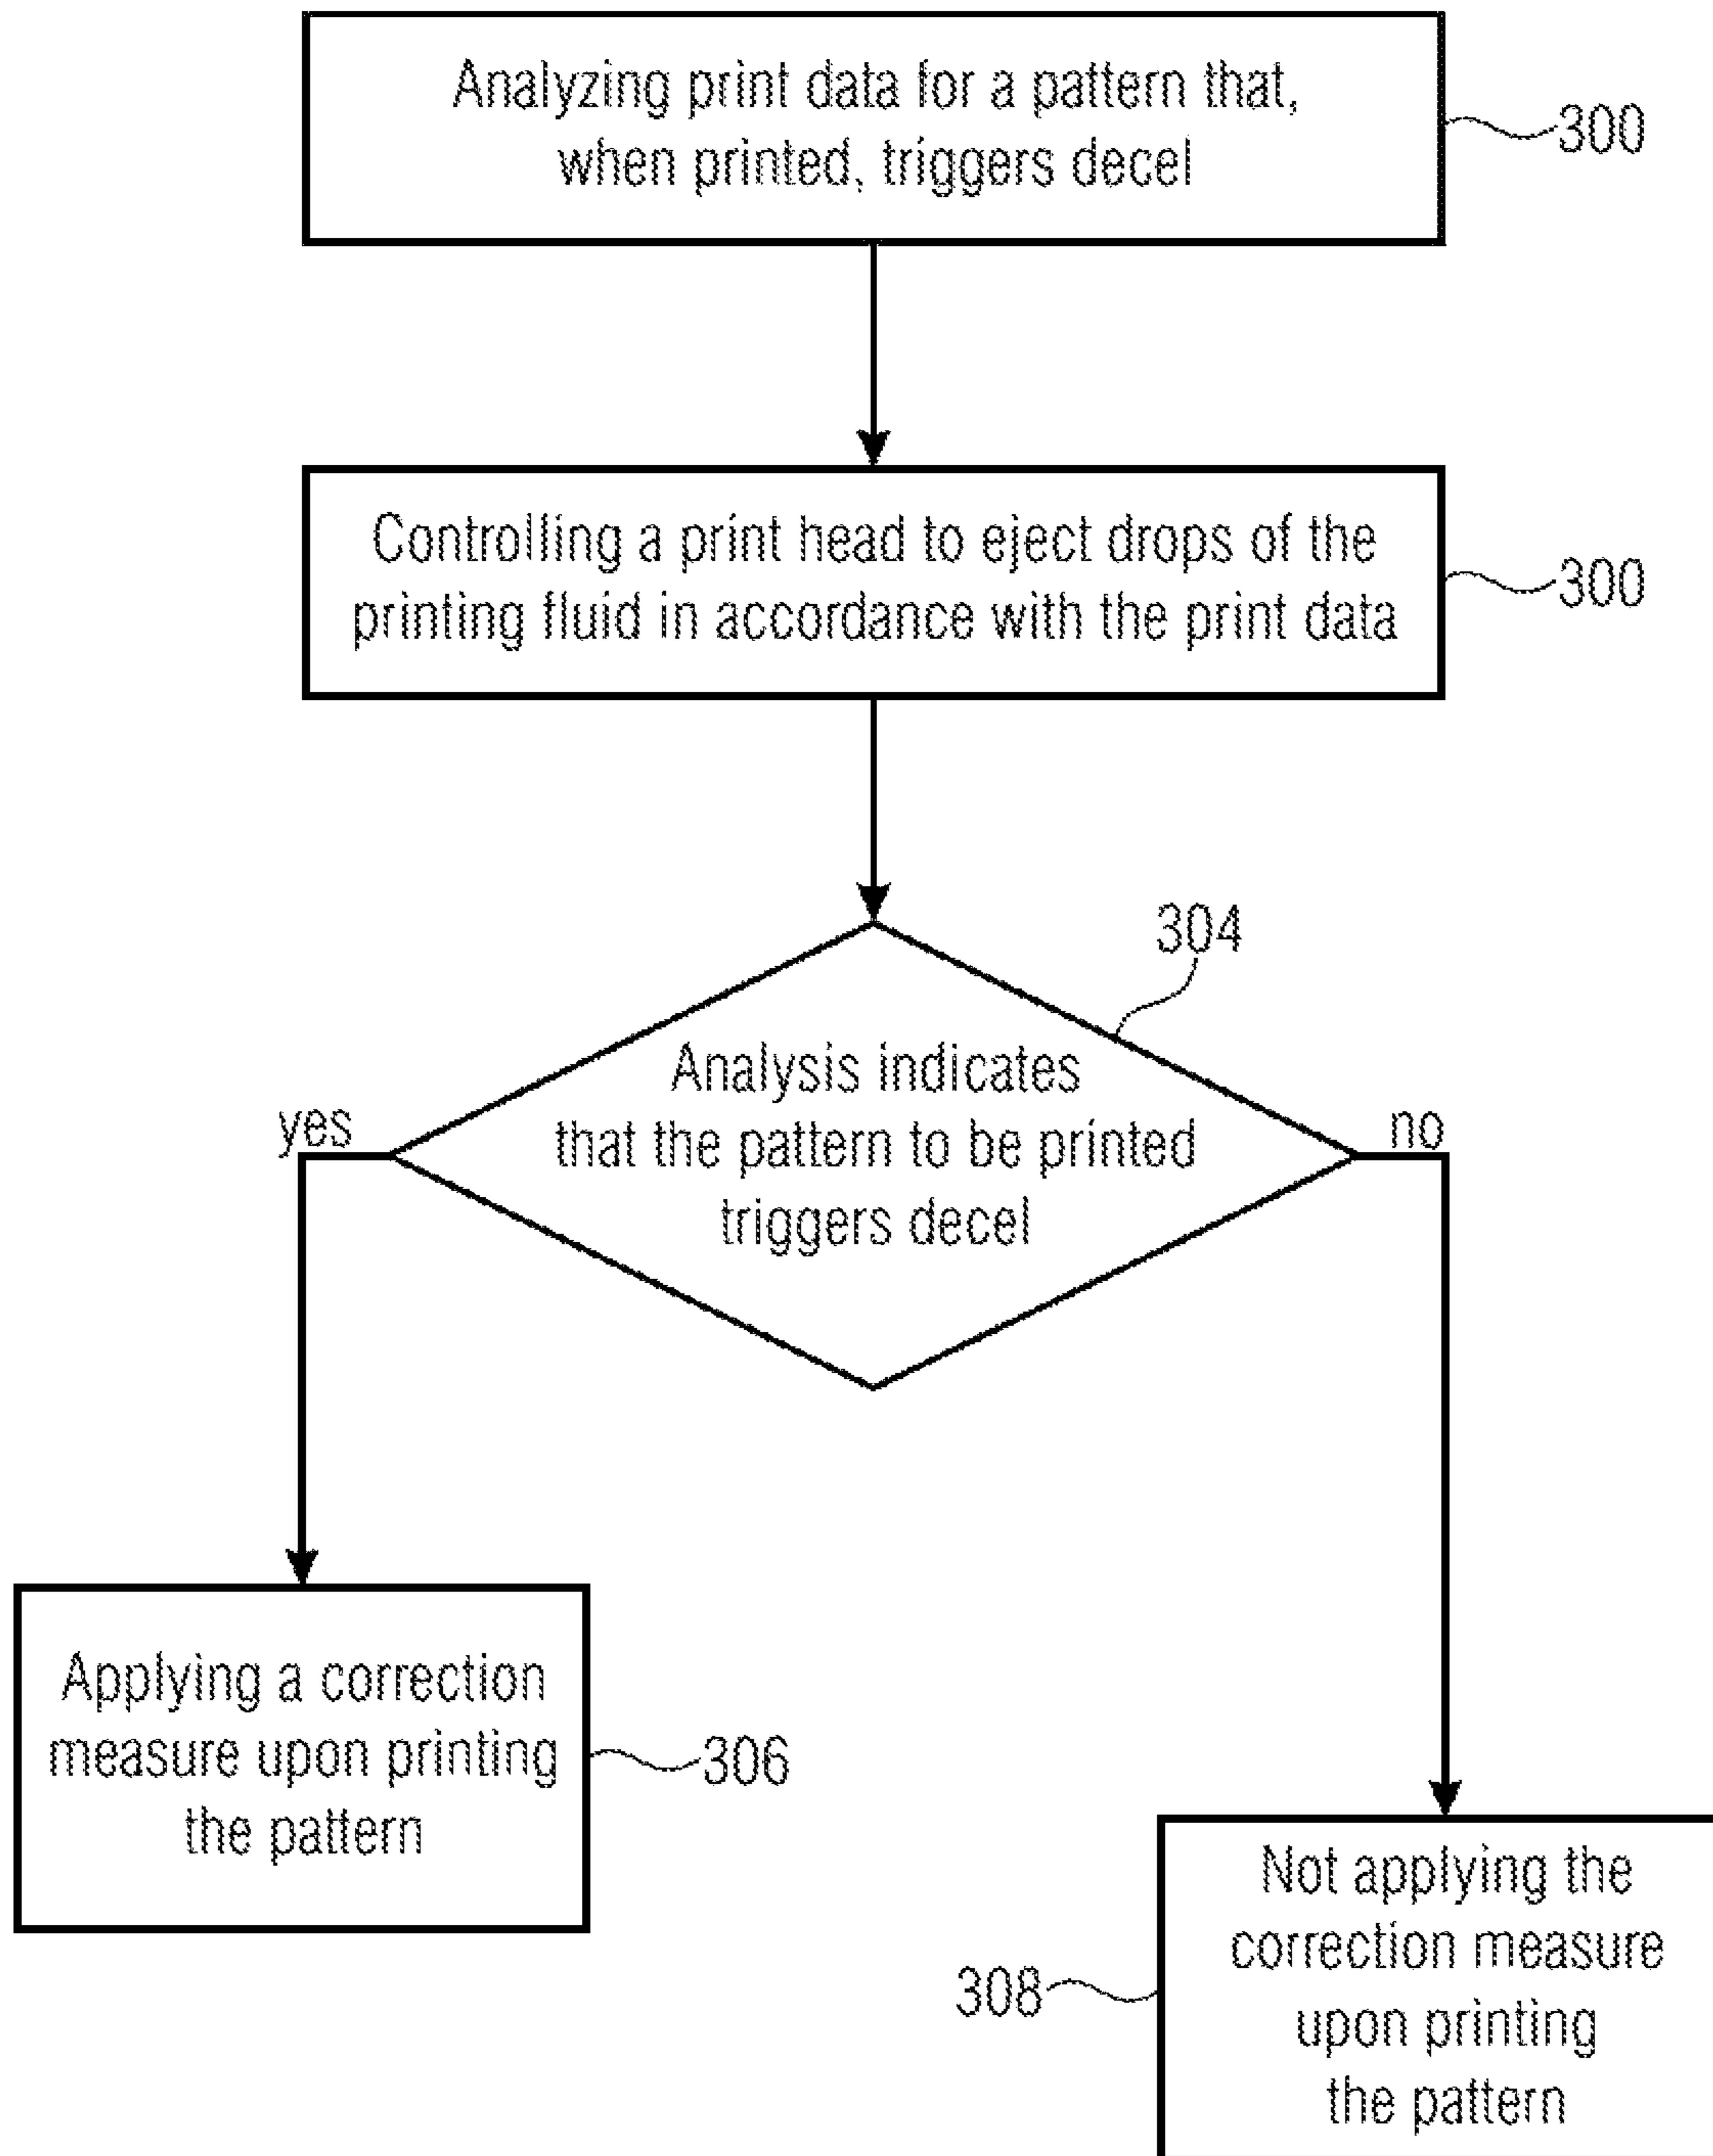 Analyzing print data for a pattern that,
when printed, triggers decel
300
Controlling a print head to eject drops of the
printing fluid in accordance with the print data
300
304
Analysis indicates
that the pattern to be printed
triggers decel
yes
no
Applying a correction
measure upon printing
the pattern
306
Not applying the
correction measure
upon printing
the pattern
308